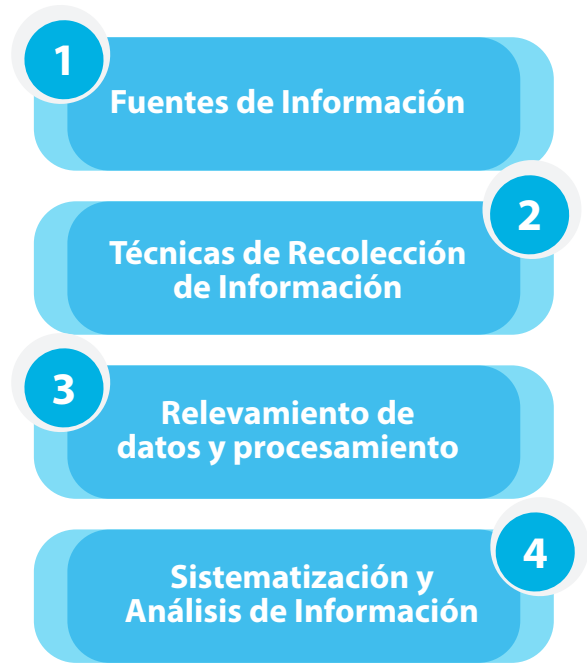 1
Fuentes de Información
2
Técnicas de Recolección
de Información
3
Relevamiento de
datos y procesamiento
4
Sistematización y
Análisis de Información